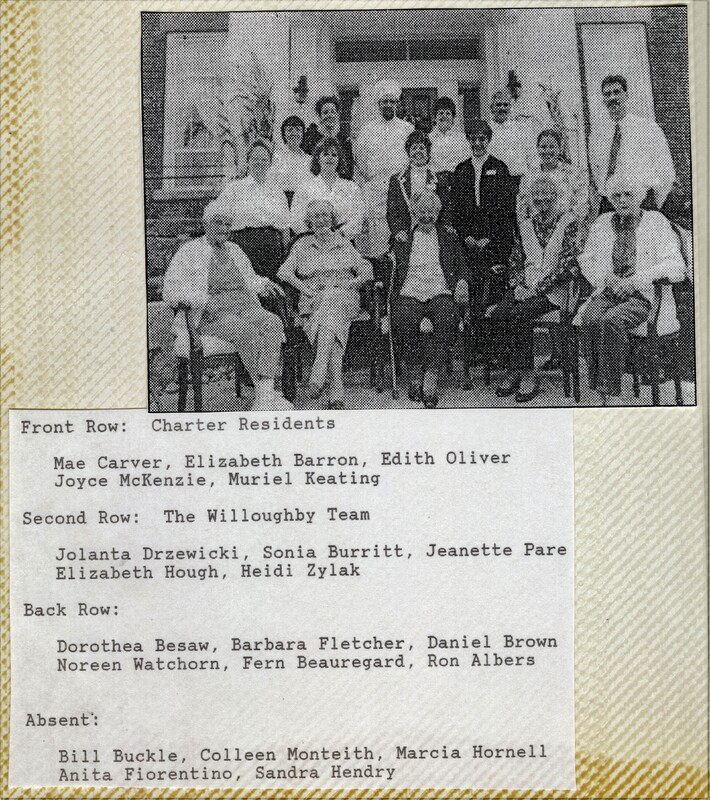 Front Row: Charter Residents
Mae Carver, Elizabeth Barron, Edith Oliver
Joyce McKenzie, Muriel Keating
Second Row: The Willoughby Team
Jolanta Drzewicki, Sonia Burritt, Jeanette Pare
Elizabeth Hough, Heidi Zylak
Back Row:
Dorothea Besaw, Barbara Fletcher, Daniel Brown
Noreen Watchorn, Fern Beauregard, Ron Albers
Absent:
Bill Buckle, Colleen Monteith, Marcia Hornell
Anita Fiorentino, Sandra Hendry